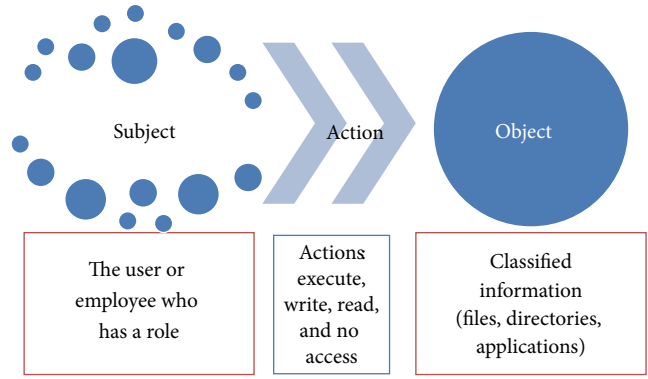 Subject
Action
Object
The user or
employee who
has a role
Actions:
execute,
write, read,
and no
access
Classified
information
(files, directories,
applications)